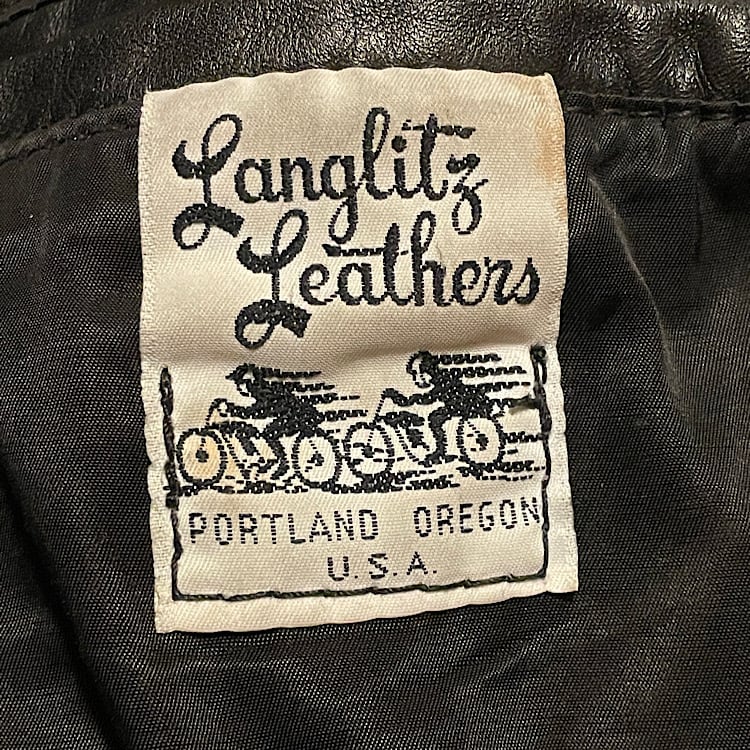 Langlitz
Leathers
PORTLAND OREGON
U.S.A.